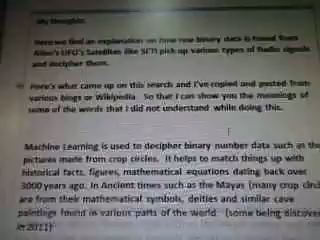 My thoughts:
Here we find an explanation on how raw binary data is found from
Alien's UFO's Satellites like SETI pick up various types of Radio signals
and decipher them.
Here's what came up on this search and I've copied and pasted from
various blogs or Wikipedia. So that I can show you the meanings of
some of the words that I did not understand while doing this.
Machine Learning is used to decipher binary number data such as the
pictures made from crop circles. It helps to match things up with
historical facts, figures, mathematical equations dating back over
3000 years ago. In Ancient times such as the Mayas (many crop circl
are from their mathematical symbols, deities and similar cave
paintings found in various parts of the world. (some being discover
in 2011)